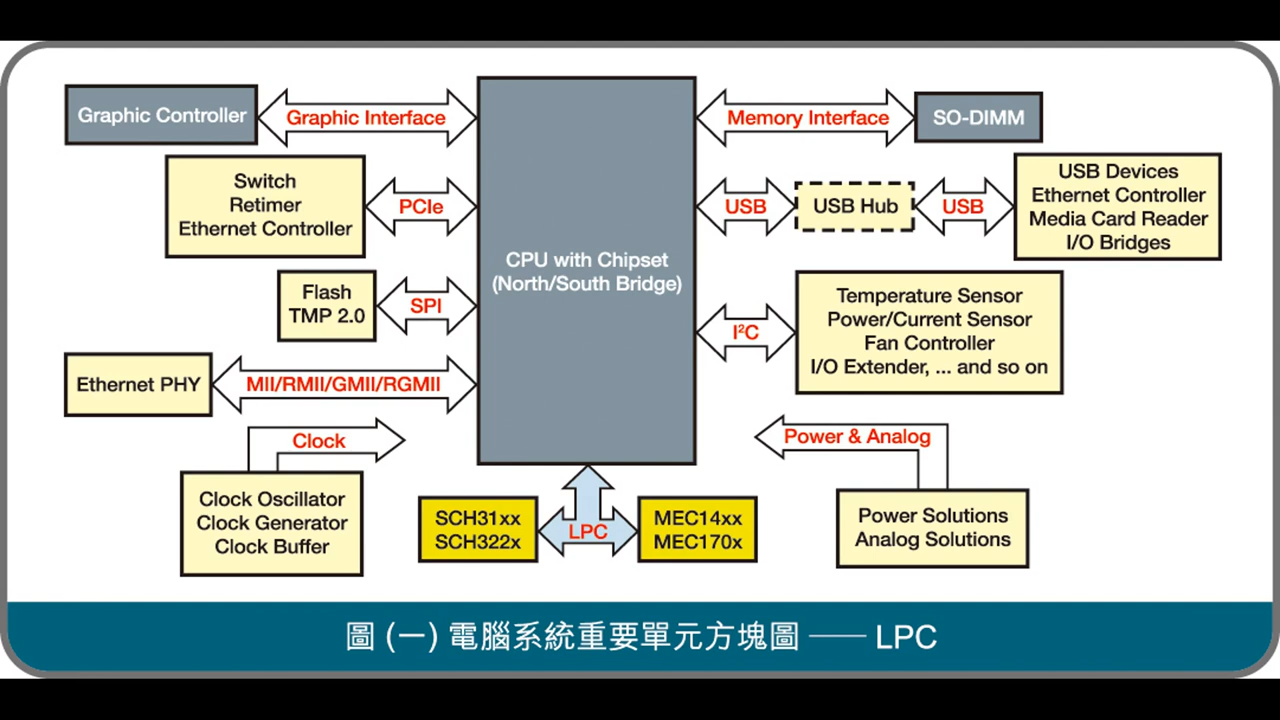 Graphic Controller
Graphic Interface
Memory Interface
SO-DIMM
Switch
Retimer
Ethernet Controller
PCIe
USB
USB Hub
USB
USB Devices
Ethernet Controller
Media Card Reader
I/O Bridges
CPU with Chipset
(North/South Bridge)
Flash
TMP 2.0
SPI
I²C
Temperature Sensor
Power/Current Sensor
Fan Controller
I/O Extender, ... and so on
Ethernet PHY
MII/RMII/GMII/RGMII
Clock
Clock Oscillator
Clock Generator
Clock Buffer
Power & Analog
Power Solutions
Analog Solutions
SCH31xx
SCH322x
LPC
MEC14xx
MEC170x
圖 (一) 電腦系統重要單元方塊圖 —— LPC